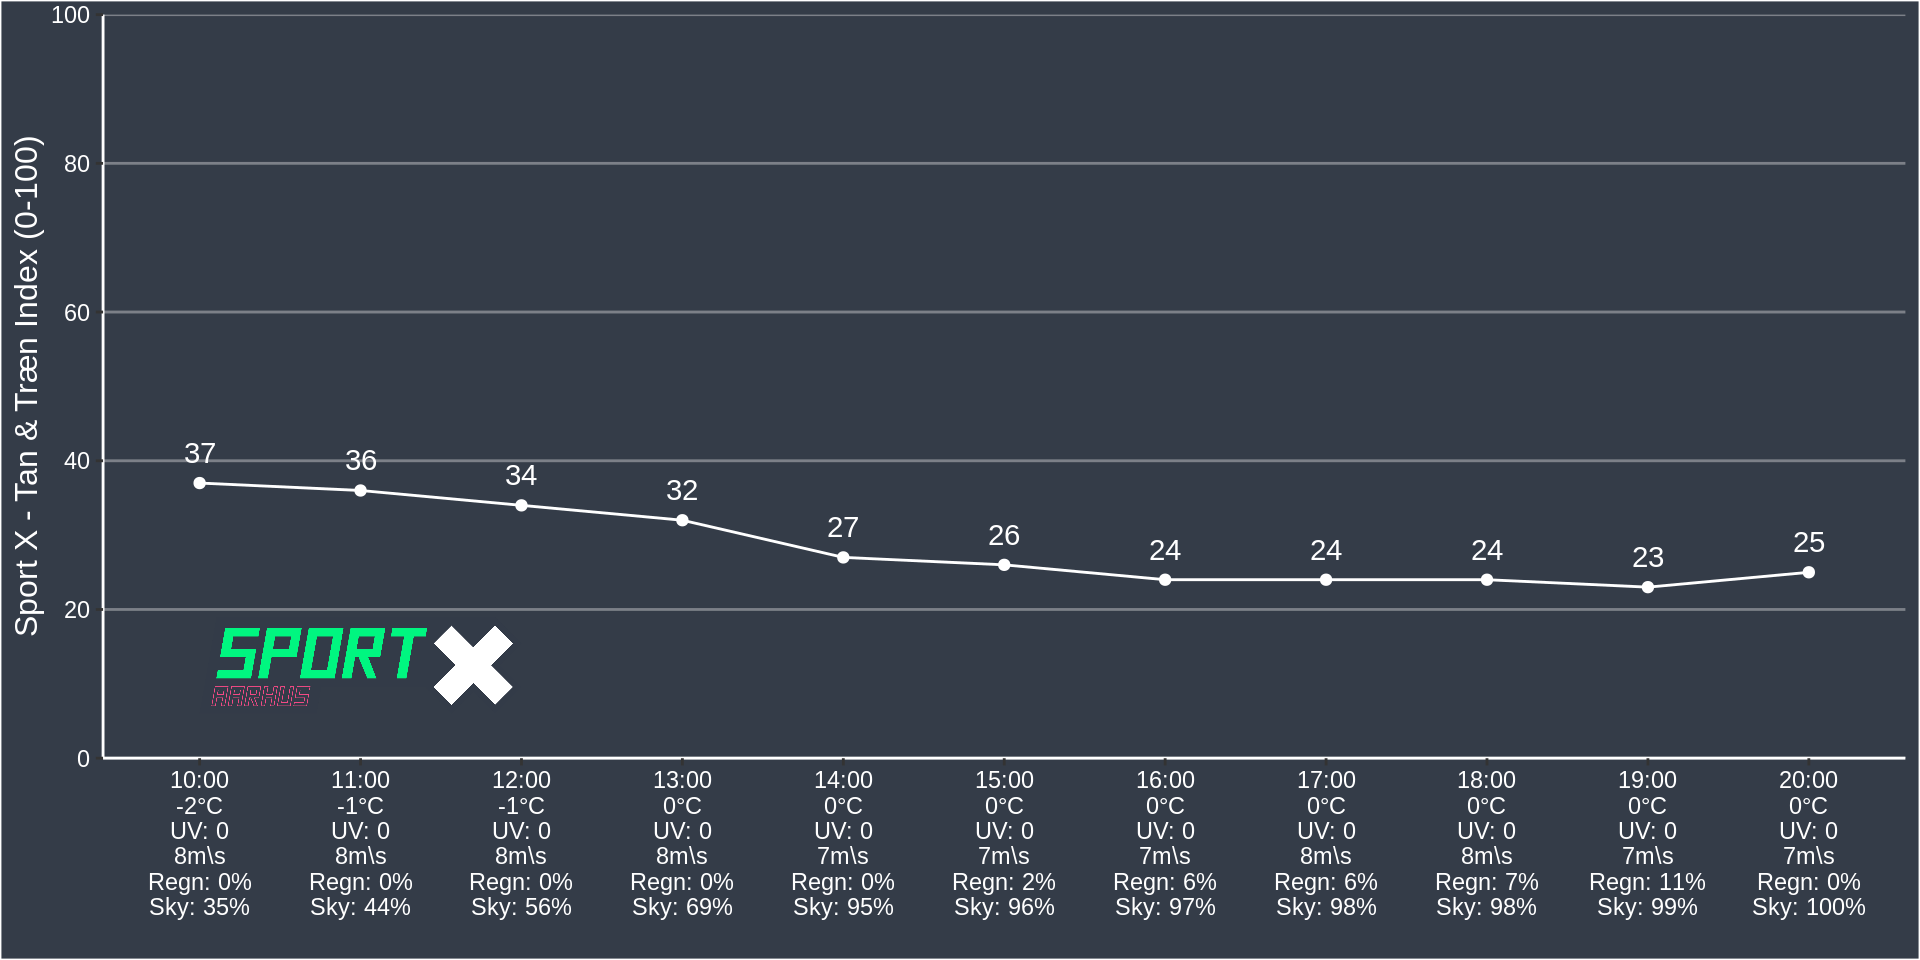 Sport X - Tan & Træn Index (0-100)
100
80
60
40
20
0
37
36
34
32
27
26
24
24
24
23
25
SPORT X
AARHUS
10:00 11:00 12:00 13:00 14:00 15:00 16:00 17:00 18:00 19:00 20:00
-2°C -1°C -1°C 0°C 0°C 0°C 0°C 0°C 0°C 0°C 0°C
UV: 0 UV: 0 UV: 0 UV: 0 UV: 0 UV: 0 UV: 0 UV: 0 UV: 0 UV: 0 UV: 0
8m\s 8m\s 8m\s 8m\s 7m\s 7m\s 7m\s 8m\s 8m\s 7m\s 7m\s
Regn: 0% Regn: 0% Regn: 0% Regn: 0% Regn: 0% Regn: 2% Regn: 6% Regn: 6% Regn: 7% Regn: 11% Regn: 0%
Sky: 35% Sky: 44% Sky: 56% Sky: 69% Sky: 95% Sky: 96% Sky: 97% Sky: 98% Sky: 98% Sky: 99% Sky: 100%